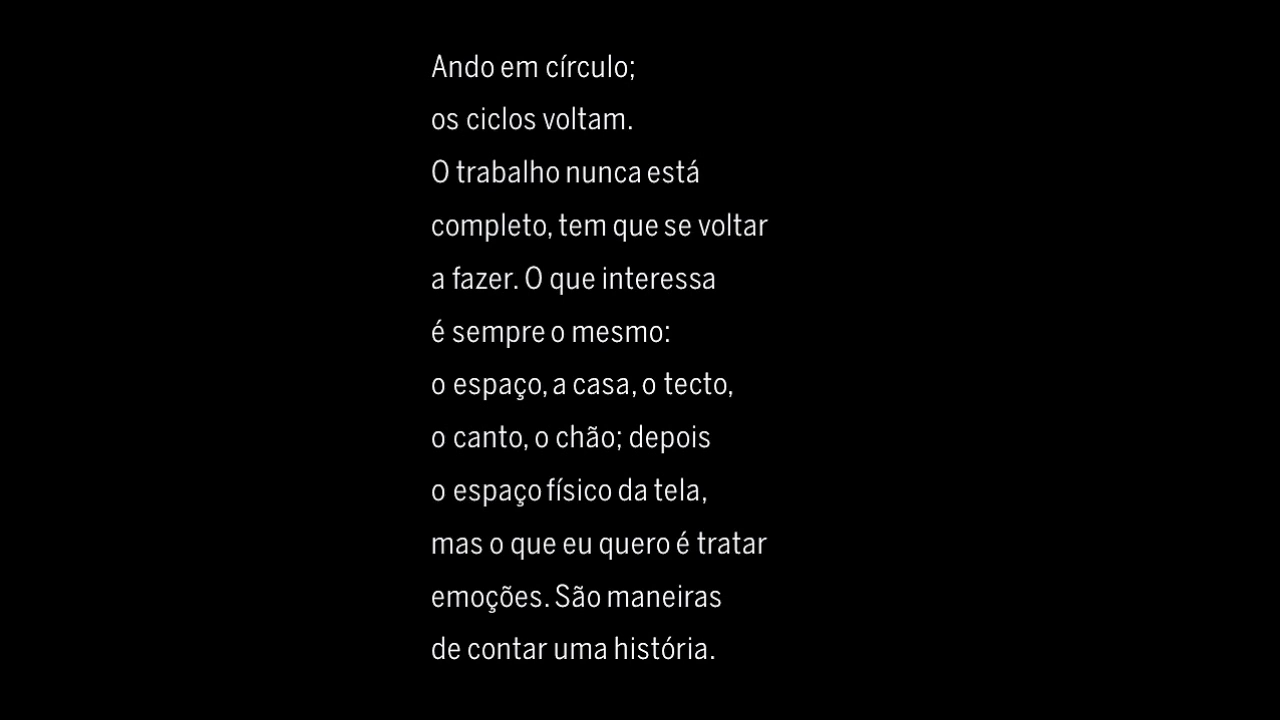 Ando em círculo;
os ciclos voltam.
O trabalho nunca está
completo, tem que se voltar
a fazer. O que interessa
é sempre o mesmo:
o espaço, a casa, o tecto,
o canto, o chão; depois
o espaço físico da tela,
mas o que eu quero é tratar
emoções. São maneiras
de contar uma história.